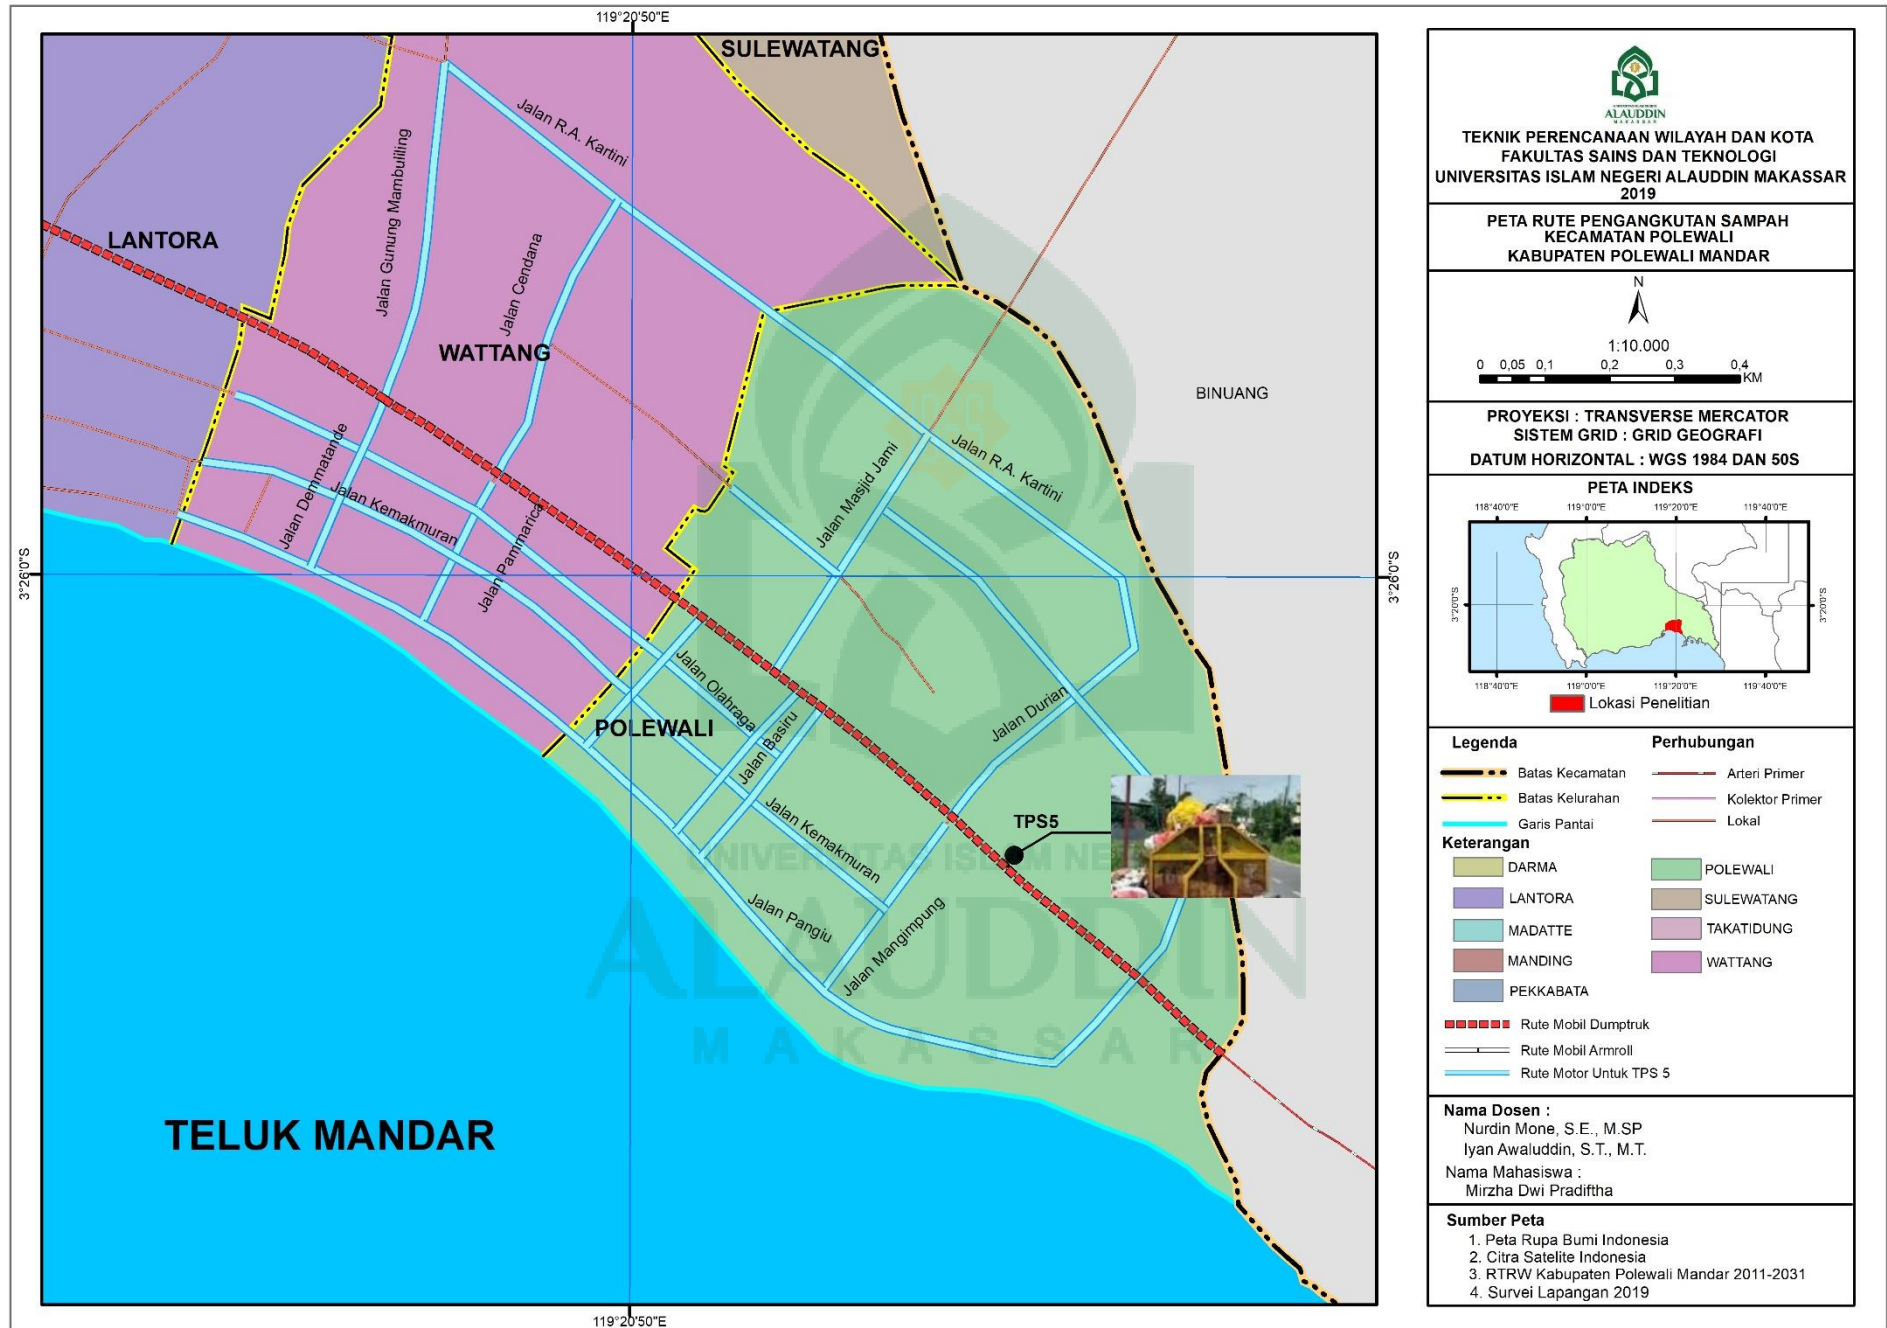 119°20'50"E
SULEWATANG
Jalan R.A. Kartini
Jalan Gunung Mambuliling
LANTORA
Jalan Cendana
WATTANG
BINUANG
Jalan Demmatande
Jalan Kemakmuran
Jalan Pammarica
Jalan Masjid Jami
Jalan R.A. Kartini
3°26'0"S
3°26'0"S
Jalan Olahraga
POLEWALI
Jalan Basiru
Jalan Durian
TPS5
Jalan Kemakmuran
Jalan Pangiu
Jalan Mangimpung
UNIVERSITAS ISLAM NE
ALAUDDIN
MAKASSAR
TELUK MANDAR
119°20'50"E
ALAUDDIN
MAKASSAR
TEKNIK PERENCANAAN WILAYAH DAN KOTA
FAKULTAS SAINS DAN TEKNOLOGI
UNIVERSITAS ISLAM NEGERI ALAUDDIN MAKASSAR
2019
PETA RUTE PENGANGKUTAN SAMPAH
KECAMATAN POLEWALI
KABUPATEN POLEWALI MANDAR
N
1:10.000
0 0,05 0,1 0,2 0,3 0,4
KM
PROYEKSI : TRANSVERSE MERCATOR
SISTEM GRID : GRID GEOGRAFI
DATUM HORIZONTAL : WGS 1984 DAN 50S
PETA INDEKS
118°40'0"E 119°0'0"E 119°20'0"E 119°40'0"E
3°20'0"S 3°20'0"S
118°40'0"E 119°0'0"E 119°20'0"E 119°40'0"E
Lokasi Penelitian
Legenda
Batas Kecamatan
Batas Kelurahan
Garis Pantai
Perhubungan
Arteri Primer
Kolektor Primer
Lokal
Keterangan
DARMA
LANTORA
MADATTE
MANDING
PEKKABATA
POLEWALI
SULEWATANG
TAKATIDUNG
WATTANG
Rute Mobil Dumptruk
Rute Mobil Armroll
Rute Motor Untuk TPS 5
Nama Dosen :
Nurdin Mone, S.E., M.SP
Iyan Awaluddin, S.T., M.T.
Nama Mahasiswa :
Mirzha Dwi Pradiftha
Sumber Peta
1. Peta Rupa Bumi Indonesia
2. Citra Satelite Indonesia
3. RTRW Kabupaten Polewali Mandar 2011-2031
4. Survei Lapangan 2019